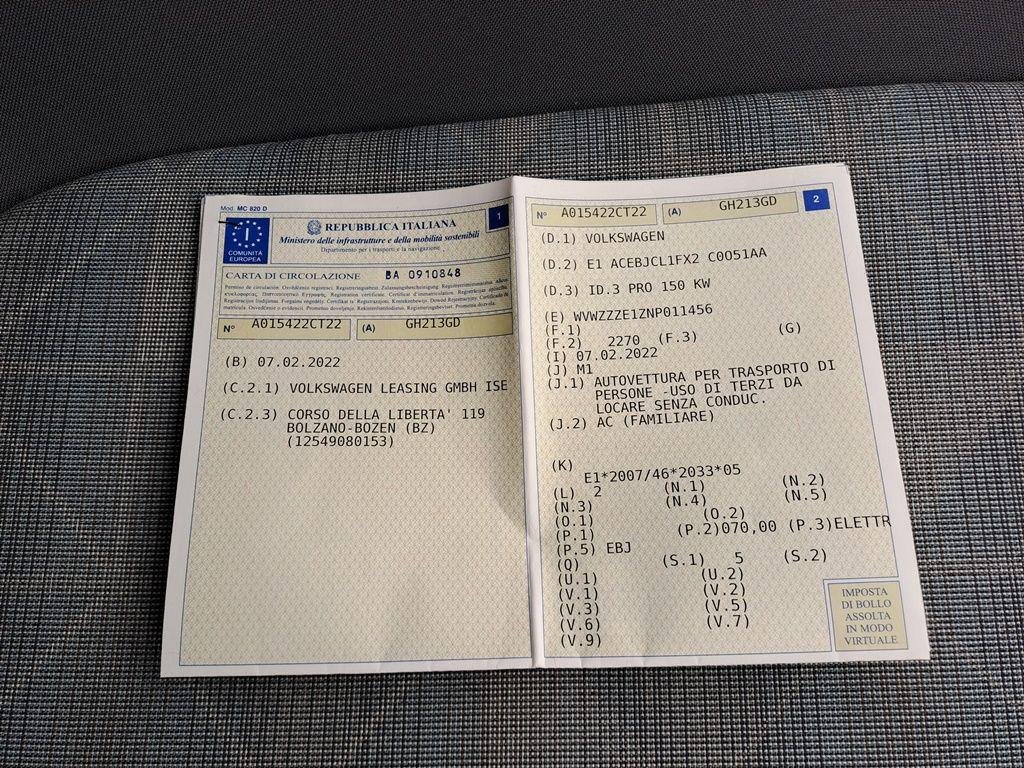 Mod. MC 820 D
1
I
COMUNITÀ
EUROPEA
REPUBBLICA ITALIANA
Ministero delle infrastrutture e della mobilità sostenibili
Dipartimento per i trasporti e la navigazione
CARTA DI CIRCOLAZIONE BA 0910848
N° A015422CT22 (A) GH213GD
(B) 07.02.2022
(C.2.1) VOLKSWAGEN LEASING GMBH ISE
(C.2.3) CORSO DELLA LIBERTA' 119
BOLZANO-BOZEN (BZ)
(12549080153)
N° A015422CT22 (A) GH213GD
2
(D.1) VOLKSWAGEN
(D.2) E1 ACEBJCL1FX2 C0051AA
(D.3) ID.3 PRO 150 KW
(E) WVWZZZE1ZNP011456
(F.1) (G)
(F.2) 2270 (F.3)
(I) 07.02.2022
(J) M1
(J.1) AUTOVETTURA PER TRASPORTO DI
PERSONE -USO DI TERZI DA
LOCARE SENZA CONDUC.
(J.2) AC (FAMILIARE)
(K)
E1*2007/46*2033*05
(L) 2 (N.1) (N.2)
(N.3) (N.4) (N.5)
(O.1) (O.2)
(P.1) (P.2)070,00 (P.3)ELETTR
(P.5) EBJ
(Q) (S.1) 5 (S.2)
(U.1) (U.2)
(V.1) (V.2)
(V.3) (V.5)
(V.6) (V.7)
(V.9)
IMPOSTA
DI BOLLO
ASSOLTA
IN MODO
VIRTUALE